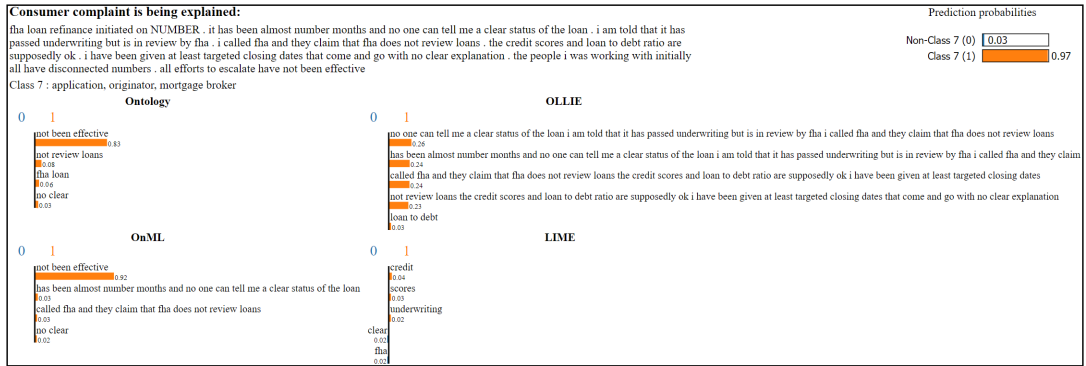 Consumer complaint is being explained:
fha loan refinance initiated on NUMBER . it has been almost number months and no one can tell me a clear status of the loan . i am told that it has
passed underwriting but is in review by fha . i called fha and they claim that fha does not review loans . the credit scores and loan to debt ratio are
supposedly ok . i have been given at least targeted closing dates that come and go with no clear explanation . the people i was working with initially
all have disconnected numbers . all efforts to escalate have not been effective
Class 7 : application, originator, mortgage broker
Prediction probabilities
Non-Class 7 (0) 0.03
Class 7 (1) 0.97
Ontology
0 1
not been effective
0.83
not review loans
0.08
fha loan
0.06
no clear
0.03
OLLIE
0 1
no one can tell me a clear status of the loan i am told that it has passed underwriting but is in review by fha i called fha and they claim that fha does not review loans
0.26
has been almost number months and no one can tell me a clear status of the loan i am told that it has passed underwriting but is in review by fha i called fha and they claim
0.24
called fha and they claim that fha does not review loans the credit scores and loan to debt ratio are supposedly ok i have been given at least targeted closing dates
0.24
not review loans the credit scores and loan to debt ratio are supposedly ok i have been given at least targeted closing dates that come and go with no clear explanation
0.23
loan to debt
0.03
OnML
0 1
not been effective
0.92
has been almost number months and no one can tell me a clear status of the loan
0.03
called fha and they claim that fha does not review loans
0.03
no clear
0.02
LIME
0 1
credit
0.04
scores
0.03
underwriting
0.02
clear
0.02
fha
0.02